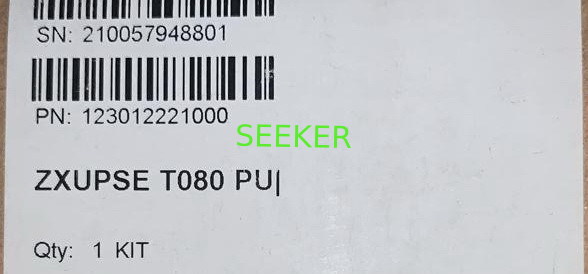 SN: 210057948801
PN: 123012221000
SEEKER
ZXUPSE T080 PU|
Qty: 1 KIT